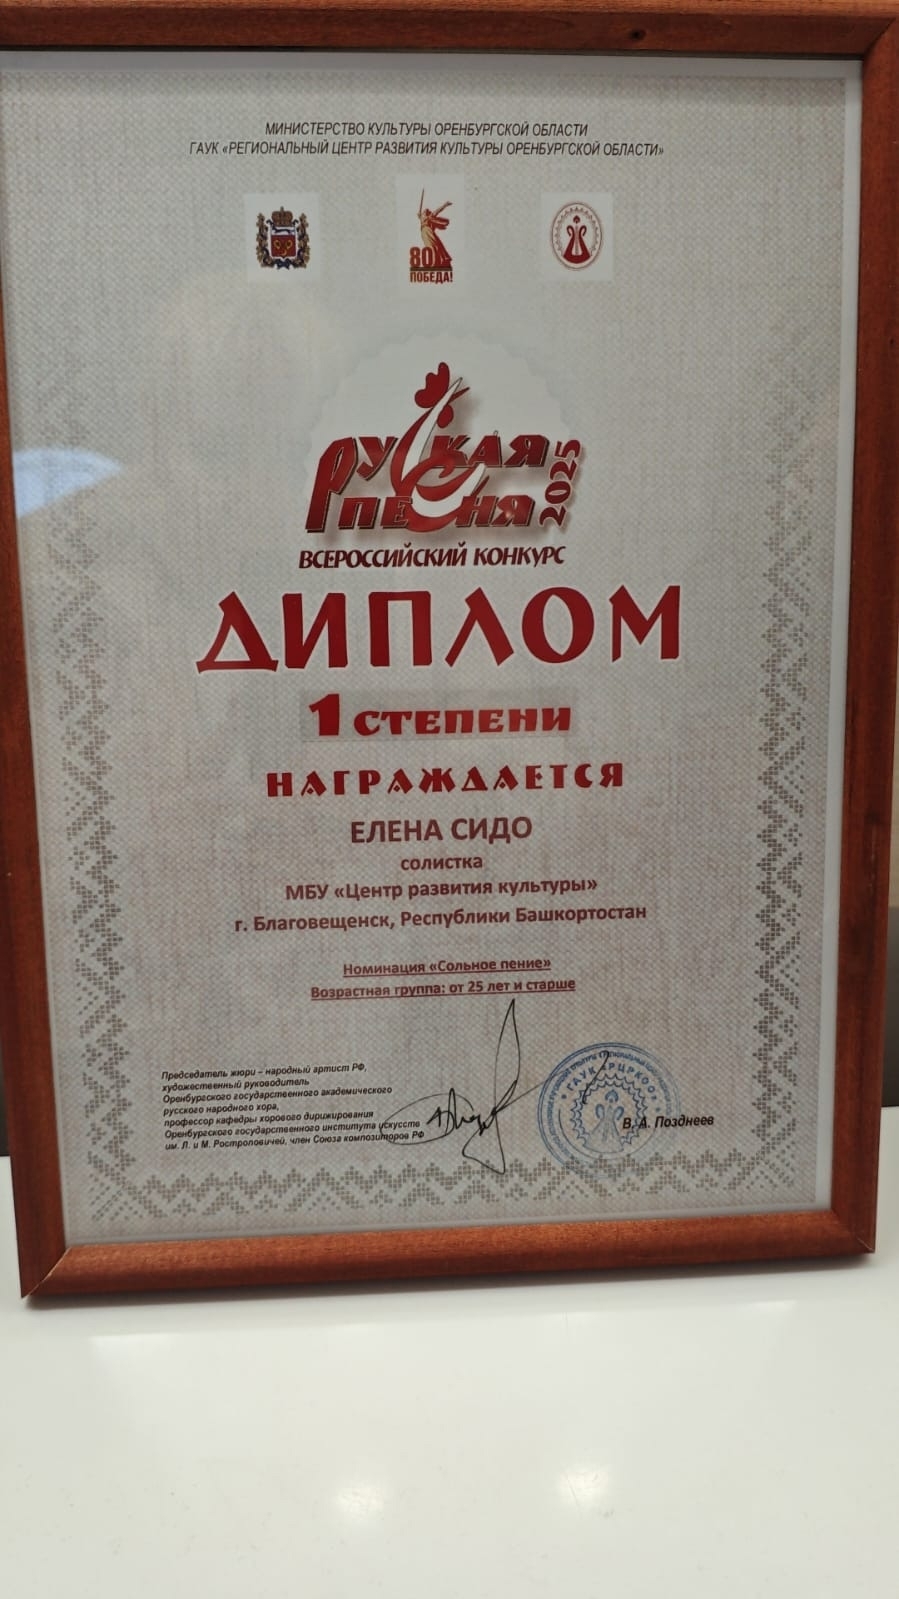 МИНИСТЕРСТВО КУЛЬТУРЫ ОРЕНБУРГСКОЙ ОБЛАСТИ
ГАУК «РЕГИОНАЛЬНЫЙ ЦЕНТР РАЗВИТИЯ КУЛЬТУРЫ ОРЕНБУРГСКОЙ ОБЛАСТИ»
80
ПОБЕДА!
РУССКАЯ
ПЕСНЯ 2025
ВСЕРОССИЙСКИЙ КОНКУРС
ДИПЛОМ
1 СТЕПЕНИ
НАГРАЖДАЕТСЯ
ЕЛЕНА СИДО
солистка
МБУ «Центр развития культуры»
г. Благовещенск, Республики Башкортостан
Номинация «Сольное пение»
Возрастная группа: от 25 лет и старше
Председатель жюри – народный артист РФ,
художественный руководитель
Оренбургского государственного академического
русского народного хора,
профессор кафедры хорового дирижирования
Оренбургского государственного института искусств
им. Л. и М. Ростроповичей, член Союза композиторов РФ
В. А. Позднеев
ГАУК «РЦРКОО»